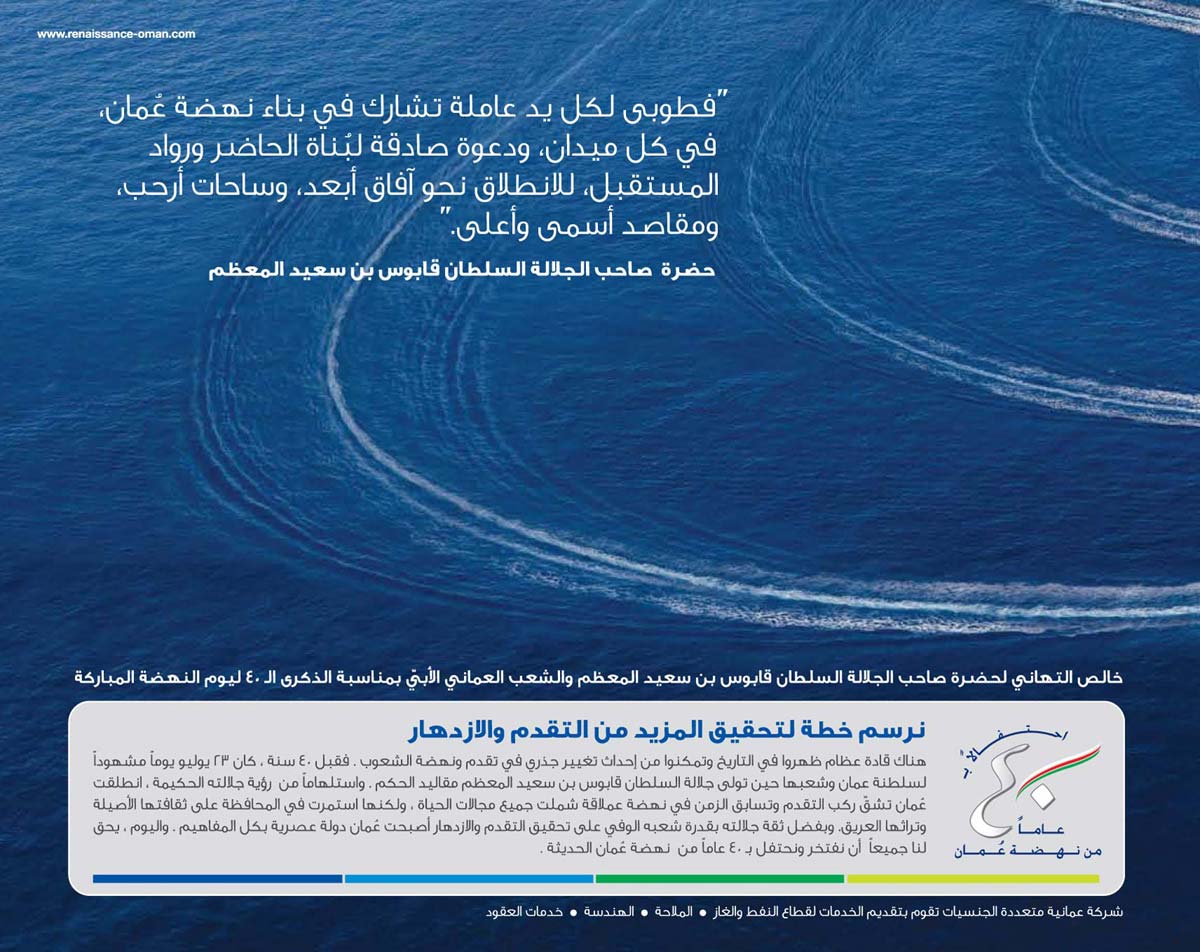 www.renaissance-oman.com
"فطوبى لكل يد عاملة تشارك في بناء نهضة عُمان،
في كل ميدان، ودعوة صادقة لبُناة الحاضر ورواد
المستقبل، للانطلاق نحو آفاق أبعد، وساحات أرحب،
ومقاصد أسمى وأعلى."
حضرة صاحب الجلالة السلطان قابوس بن سعيد المعظم
خالص التهاني لحضرة صاحب الجلالة السلطان قابوس بن سعيد المعظم والشعب العماني الأبيّ بمناسبة الذكرى الـ ٤٠ ليوم النهضة المباركة
نرسم خطة لتحقيق المزيد من التقدم والازدهار
هناك قادة عظام ظهروا في التاريخ وتمكنوا من إحداث تغيير جذري في تقدم ونهضة الشعوب . فقبل ٤٠ سنة ، كان ٢٣ يوليو يوماً مشهوداً
لسلطنة عمان وشعبها حين تولى جلالة السلطان قابوس بن سعيد المعظم مقاليد الحكم . واستلهاماً من رؤية جلالته الحكيمة ، انطلقت
عُمان تشقّ ركب التقدم وتسابق الزمن في نهضة عملاقة شملت جميع مجالات الحياة ، ولكنها استمرت في المحافظة على ثقافتها الأصيلة
وتراثها العريق. وبفضل ثقة جلالته بقدرة شعبه الوفي على تحقيق التقدم والازدهار أصبحت عُمان دولة عصرية بكل المفاهيم . واليوم ، يحق
لنا جميعاً أن نفتخر ونحتفل بـ ٤٠ عاماً من نهضة عُمان الحديثة .
٤٠
عاماً
من نهضة عُمان
شركة عمانية متعددة الجنسيات تقوم بتقديم الخدمات لقطاع النفط والغاز • الملاحة • الهندسة • خدمات العقود